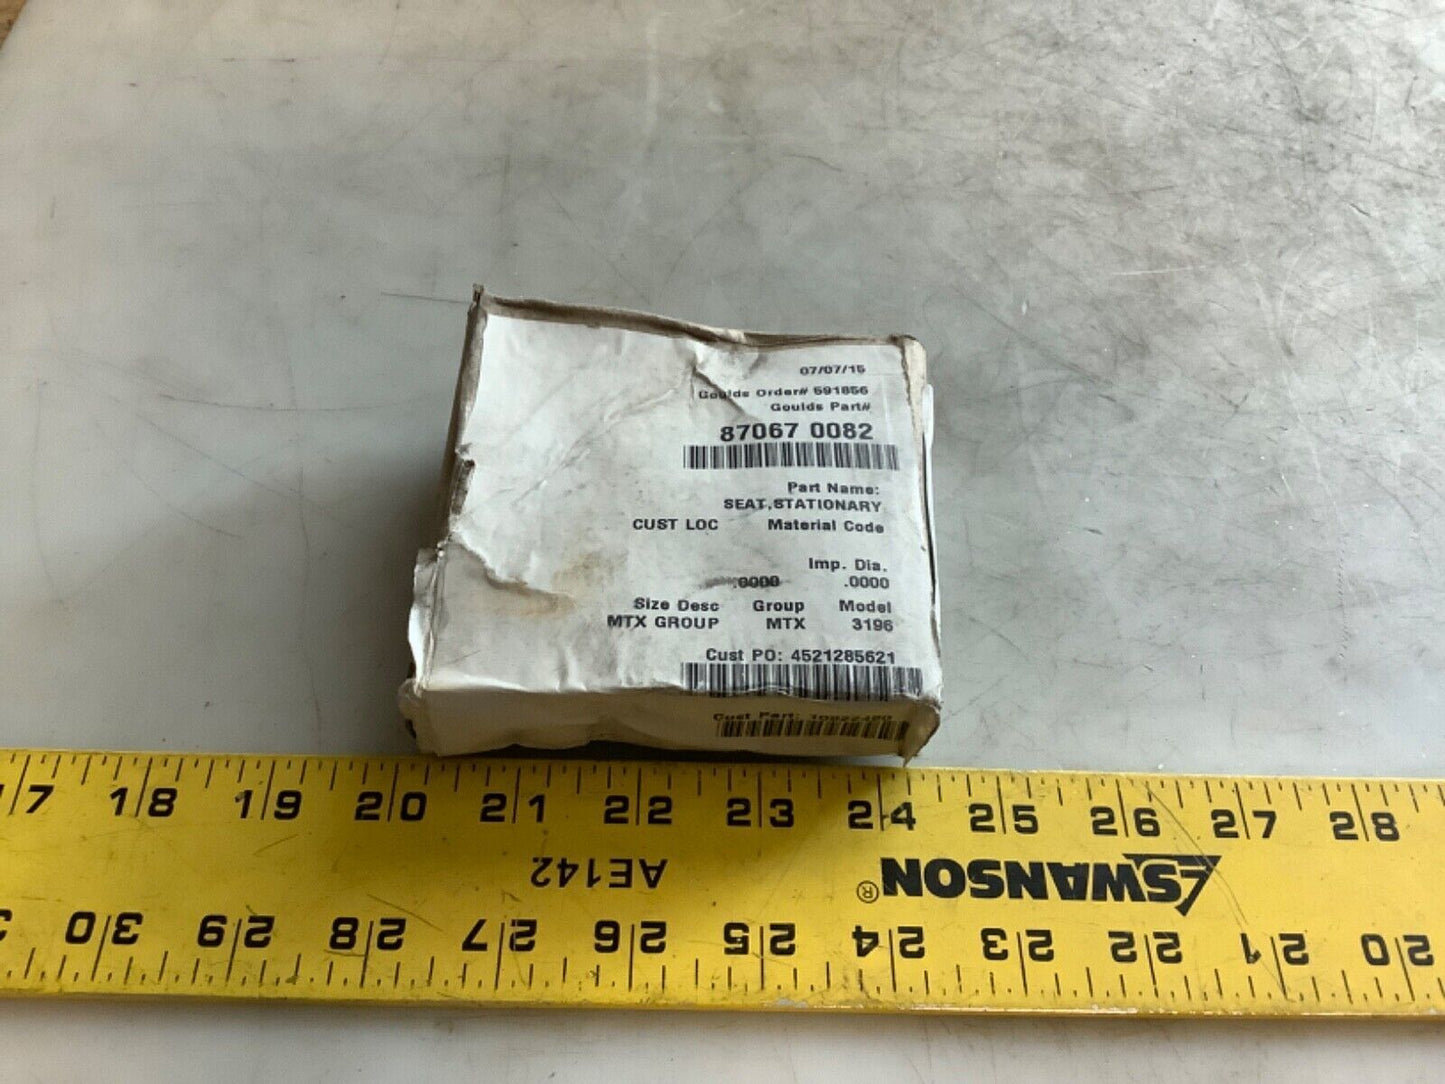 07/07/15
Goulds Order# 591856
Goulds Part#
87067 0082
Part Name:
SEAT,STATIONARY
CUST LOC Material Code
Imp. Dia.
.0000 .0000
Size Desc Group Model
MTX GROUP MTX 3196
Cust PO: 4521285621
Cust Part:
17 18 19 20 21 22 23 24 25 26 27 28
AE142 SWANSON®
30 29 28 27 26 25 24 23 22 21 20